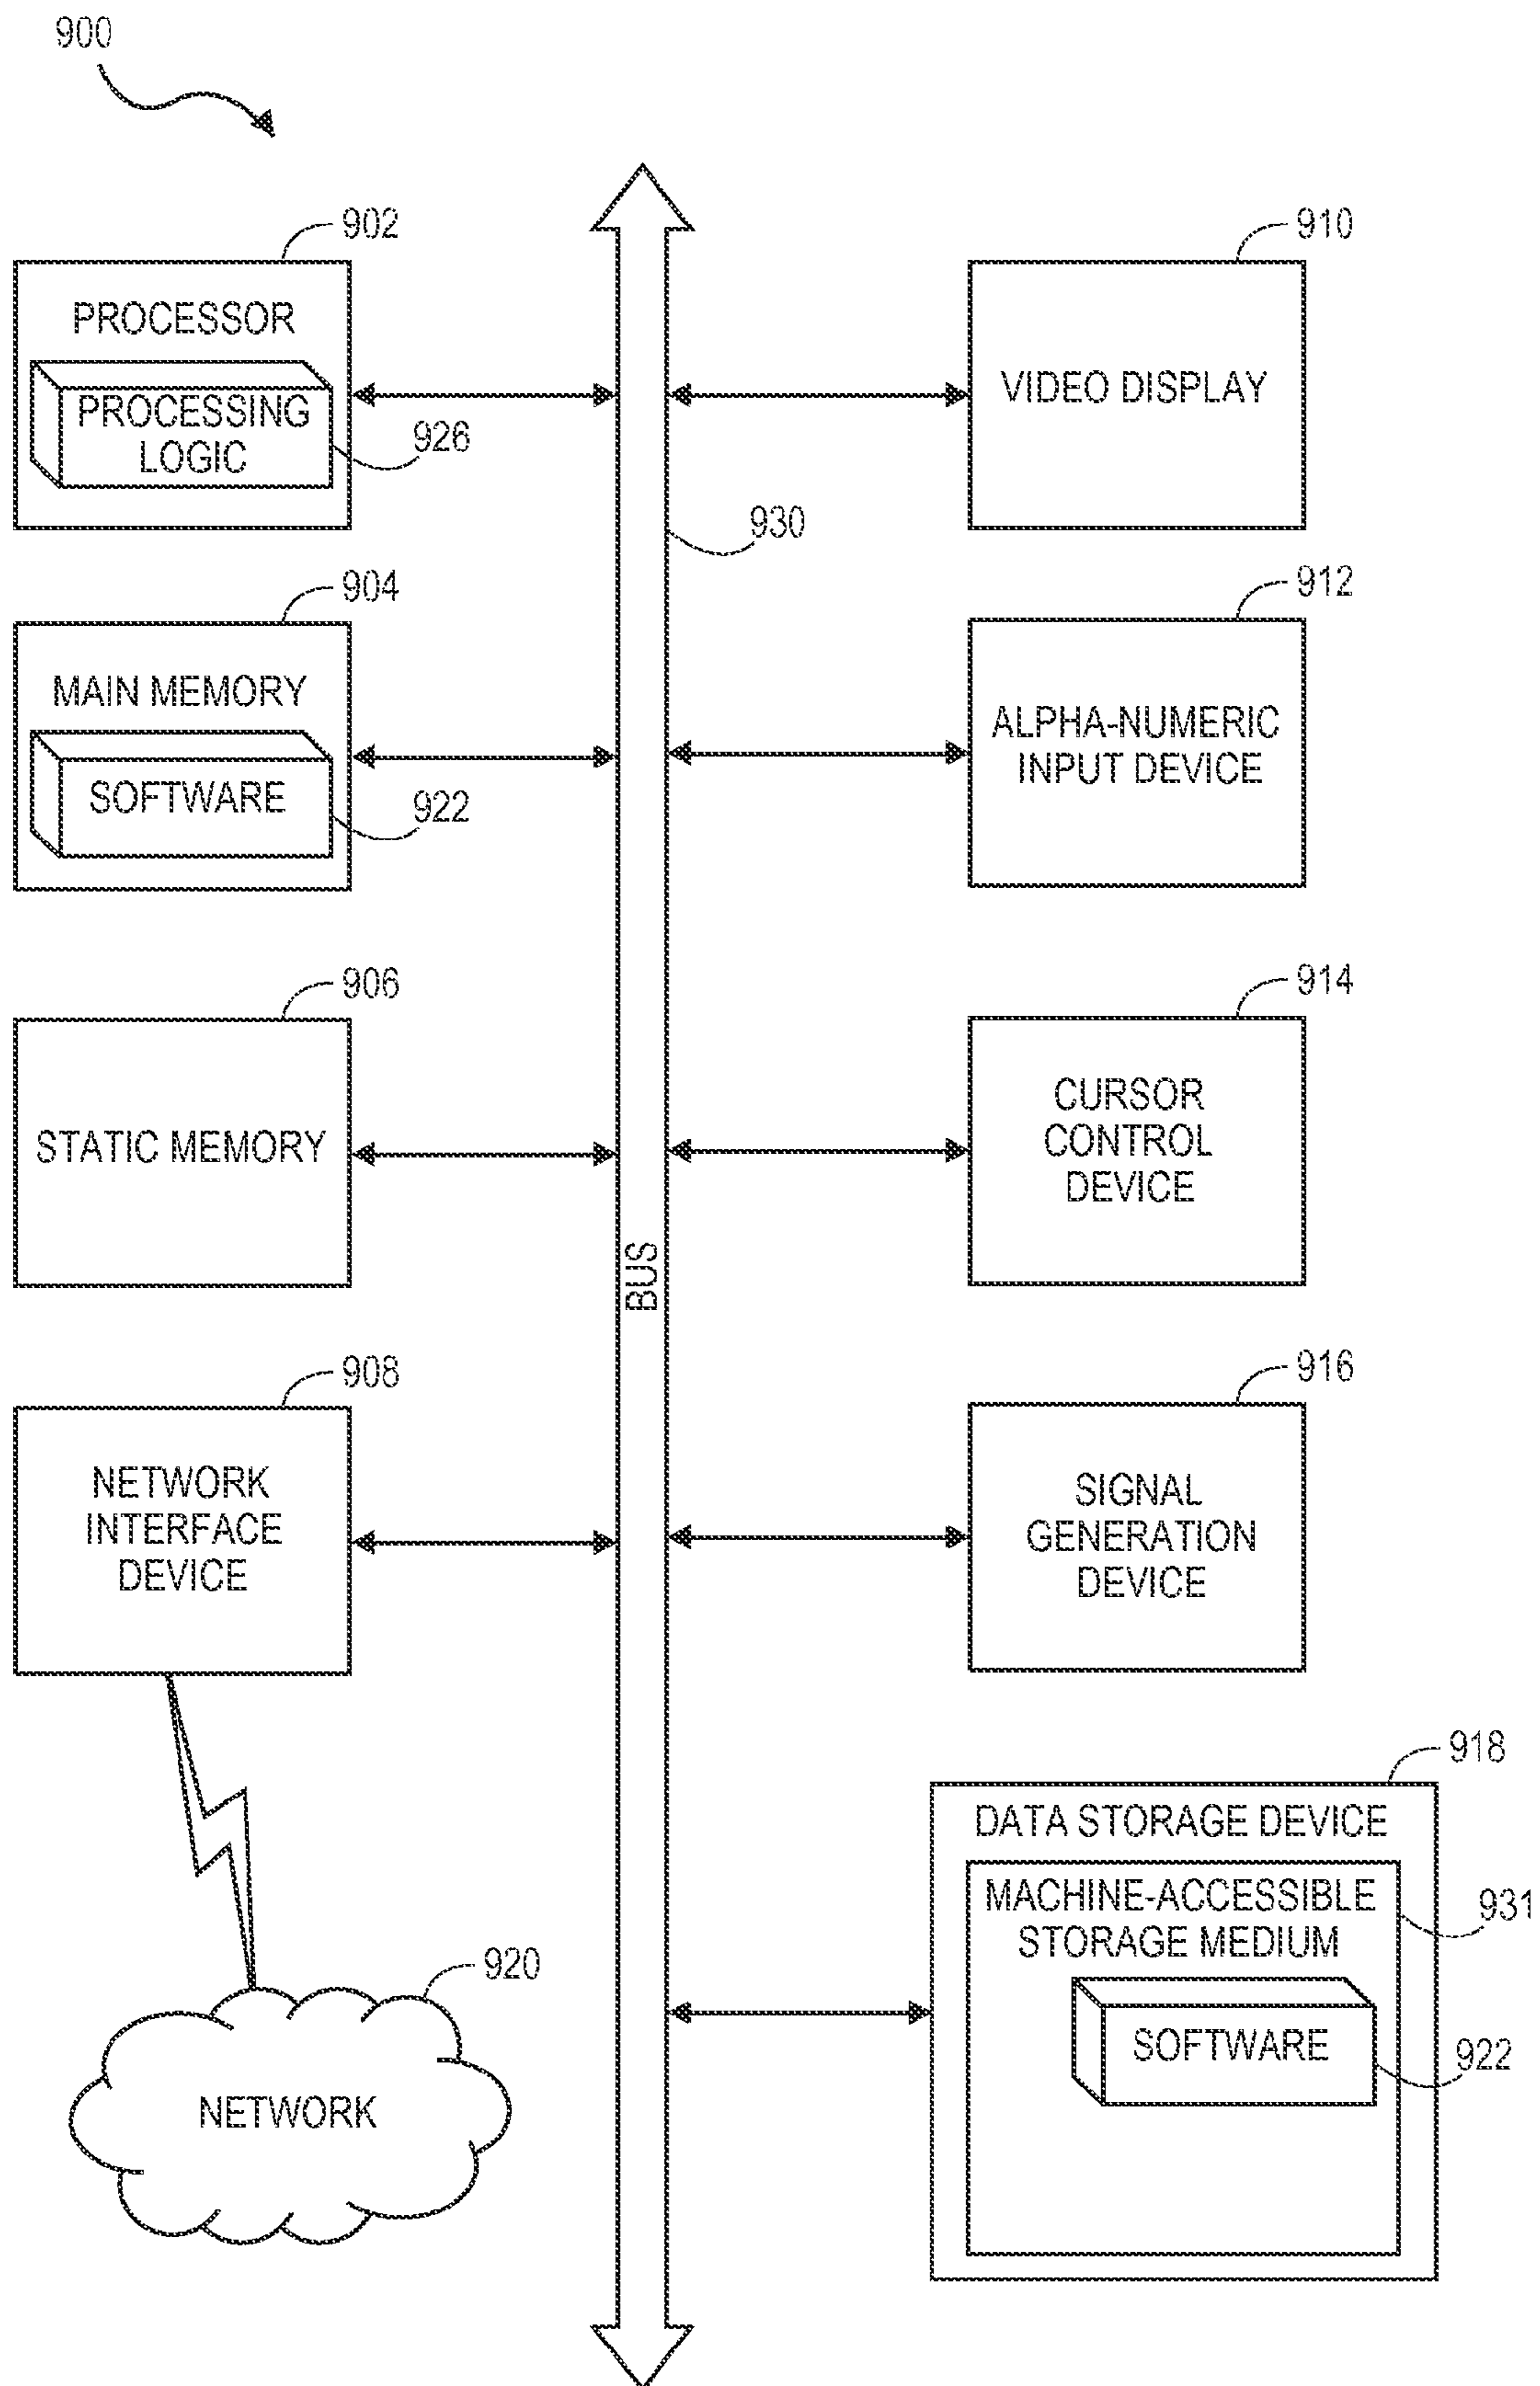 900
902
PROCESSOR
PROCESSING
LOGIC
926
904
MAIN MEMORY
SOFTWARE
922
906
STATIC MEMORY
908
NETWORK
INTERFACE
DEVICE
920
NETWORK
BUS
930
910
VIDEO DISPLAY
912
ALPHA-NUMERIC
INPUT DEVICE
914
CURSOR
CONTROL
DEVICE
916
SIGNAL
GENERATION
DEVICE
918
DATA STORAGE DEVICE
MACHINE-ACCESSIBLE
STORAGE MEDIUM
931
SOFTWARE
922